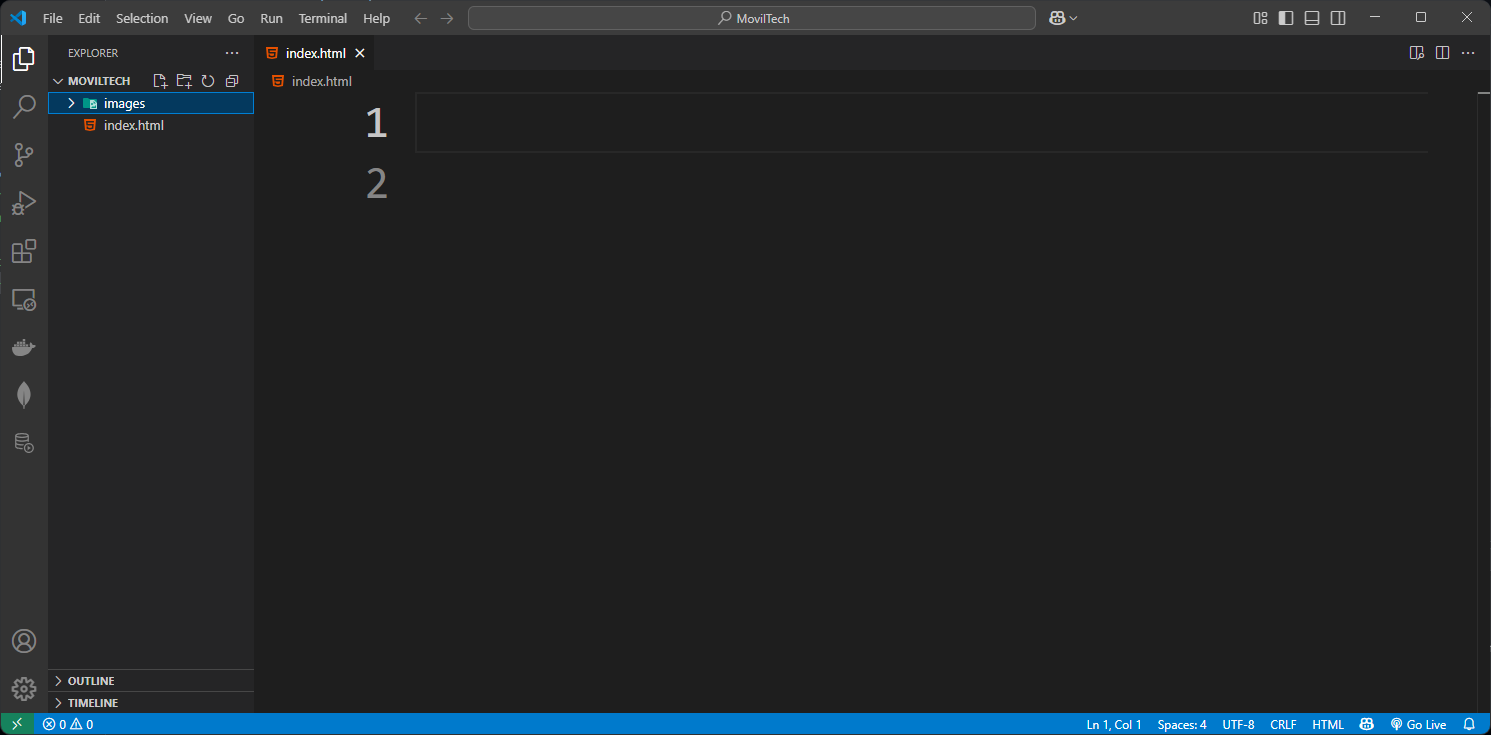 File Edit Selection View Go Run Terminal Help MovilTech
EXPLORER
index.html
MOVILTECH
index.html
images
index.html
1
2
OUTLINE
TIMELINE
0 0 Ln 1, Col 1 Spaces: 4 UTF-8 CRLF HTML Go Live